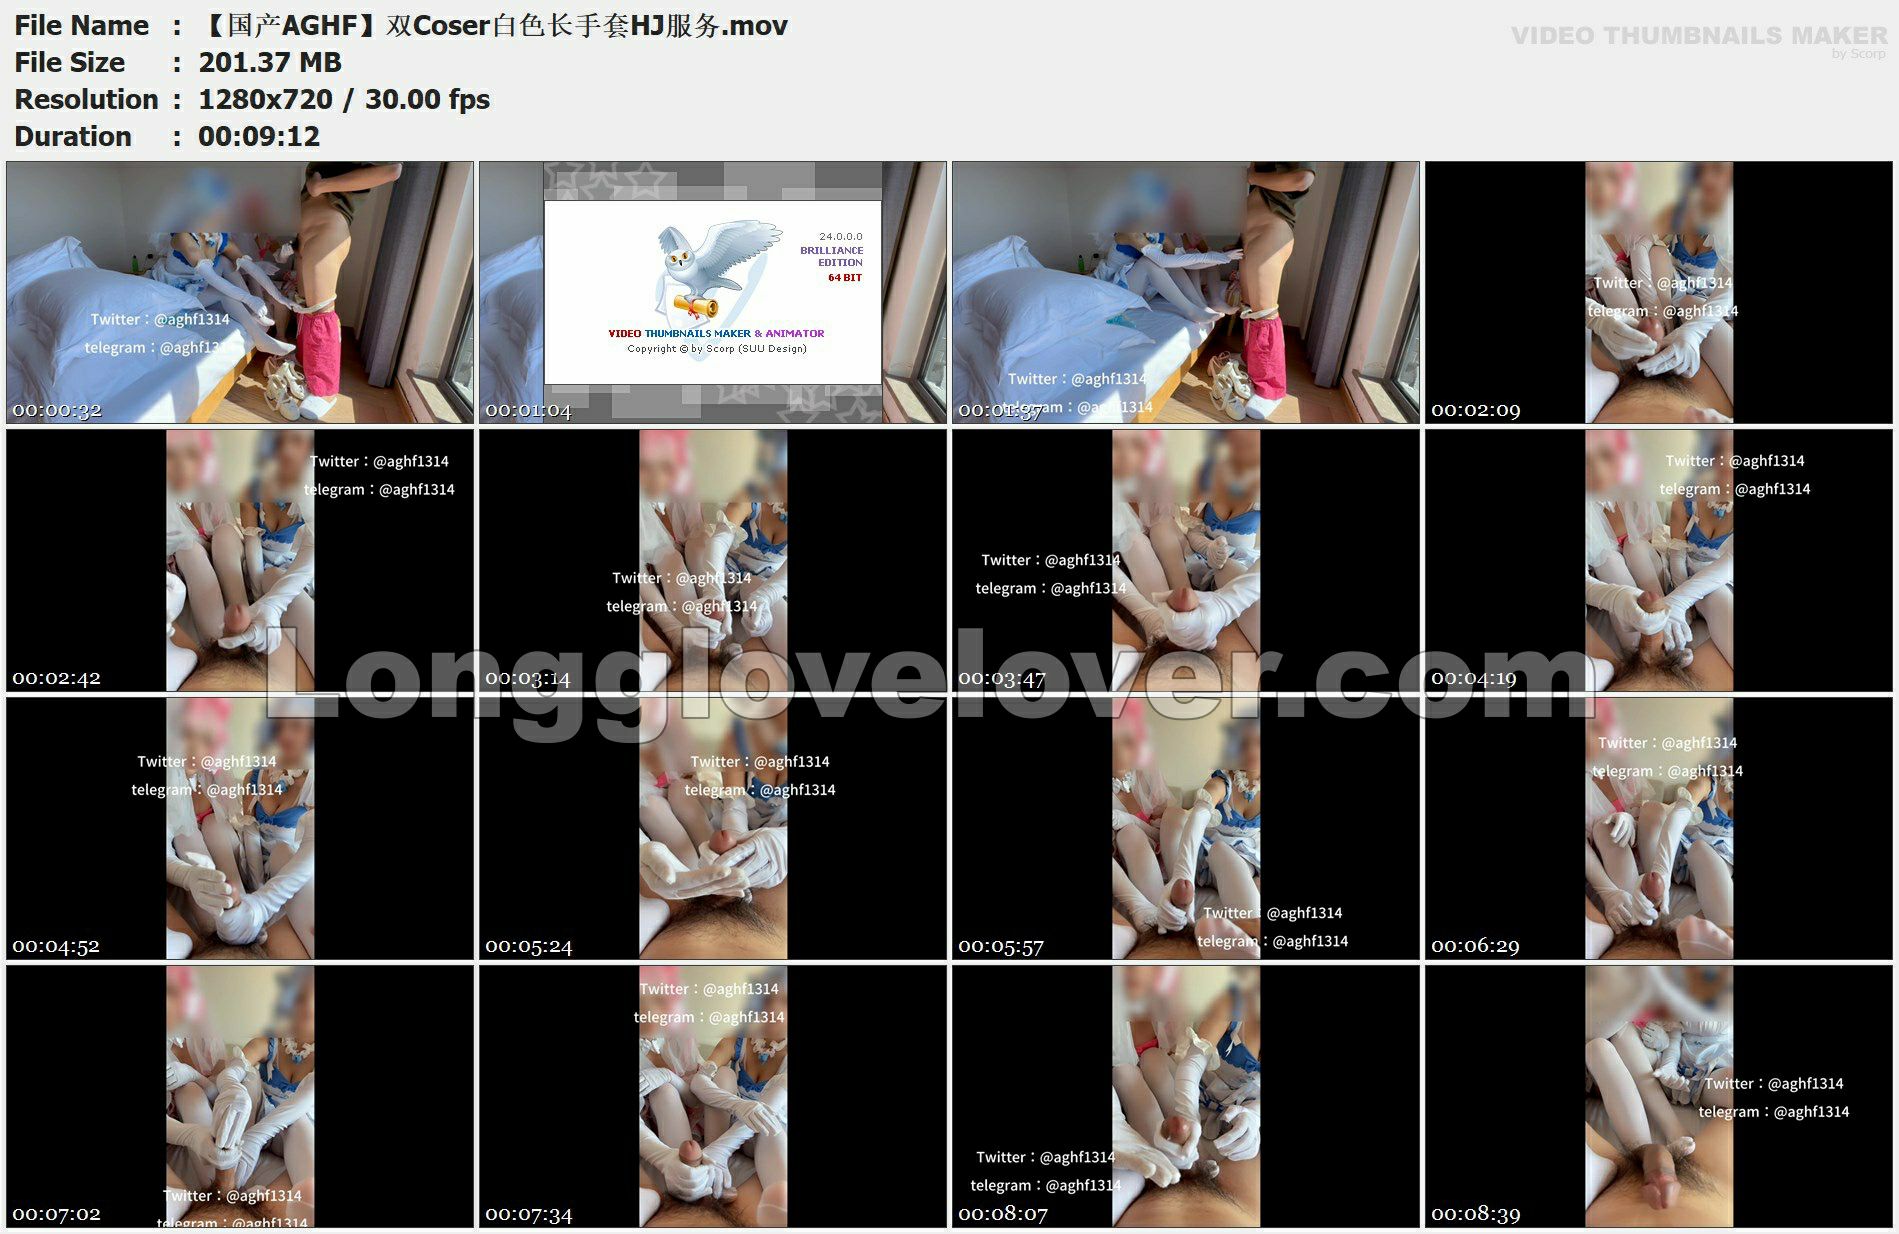 File Name : 【国产AGHF】双Coser白色长手套HJ服务.mov
File Size : 201.37 MB
Resolution : 1280x720 / 30.00 fps
Duration : 00:09:12
VIDEO THUMBNAILS MAKER
by Scorp
Twitter：@aghf1314
telegram：@aghf1314
00:00:32
24.0.0.0
BRILLIANCE
EDITION
64 BIT
VIDEO THUMBNAILS MAKER & ANIMATOR
Copyright © by Scorp (SUU Design)
00:01:04
Twitter：@aghf1314
telegram：@aghf1314
00:01:37
Twitter：@aghf1314
telegram：@aghf1314
00:02:09
Twitter：@aghf1314
telegram：@aghf1314
00:02:42
Twitter：@aghf1314
telegram：@aghf1314
00:03:14
Twitter：@aghf1314
telegram：@aghf1314
00:03:47
Twitter：@aghf1314
telegram：@aghf1314
00:04:19
Longglovelover.com
Twitter：@aghf1314
telegram：@aghf1314
00:04:52
Twitter：@aghf1314
telegram：@aghf1314
00:05:24
Twitter：@aghf1314
telegram：@aghf1314
00:05:57
Twitter：@aghf1314
telegram：@aghf1314
00:06:29
Twitter：@aghf1314
telegram：@aghf1314
00:07:02
Twitter：@aghf1314
telegram：@aghf1314
00:07:34
Twitter：@aghf1314
telegram：@aghf1314
00:08:07
Twitter：@aghf1314
telegram：@aghf1314
00:08:39